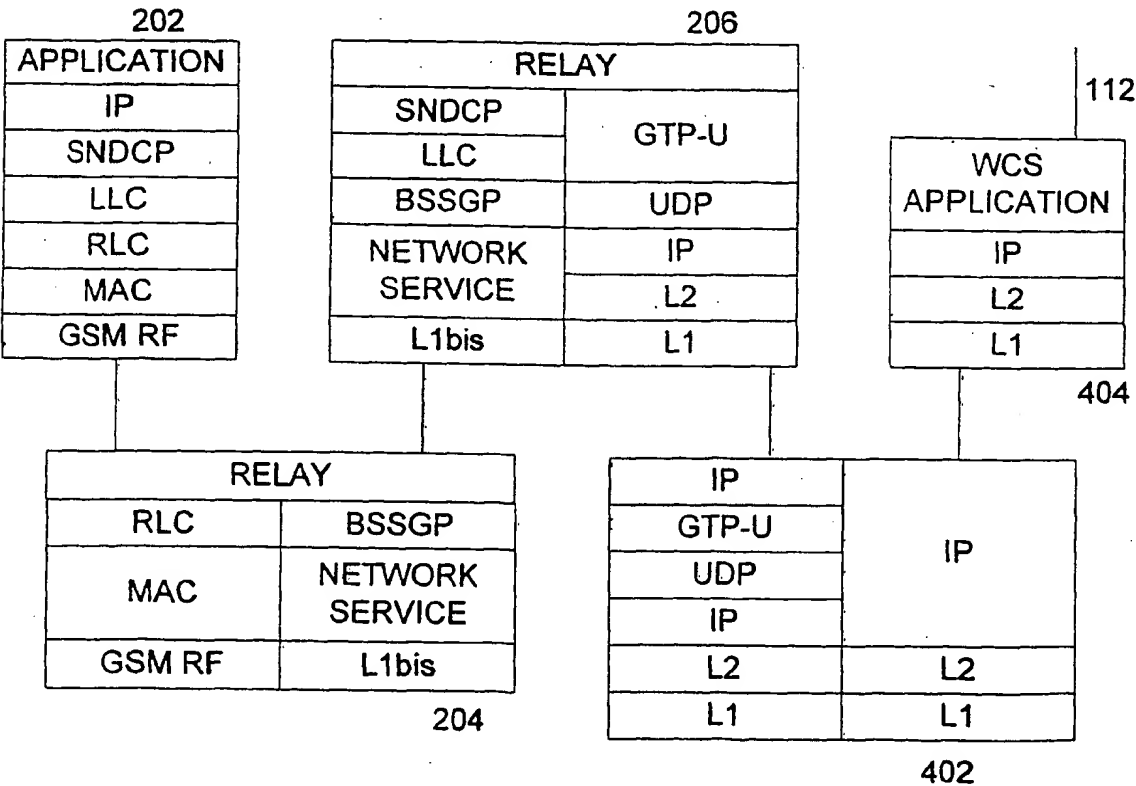 202
APPLICATION
IP
SNDCP
LLC
RLC
MAC
GSM RF
206
RELAY
SNDCP
LLC
BSSGP
NETWORK
SERVICE
L1bis
GTP-U
UDP
IP
L2
L1
112
WCS
APPLICATION
IP
L2
L1
404
RELAY
RLC
MAC
GSM RF
BSSGP
NETWORK
SERVICE
L1bis
204
IP
GTP-U
UDP
IP
L2
L1
IP
L2
L1
402